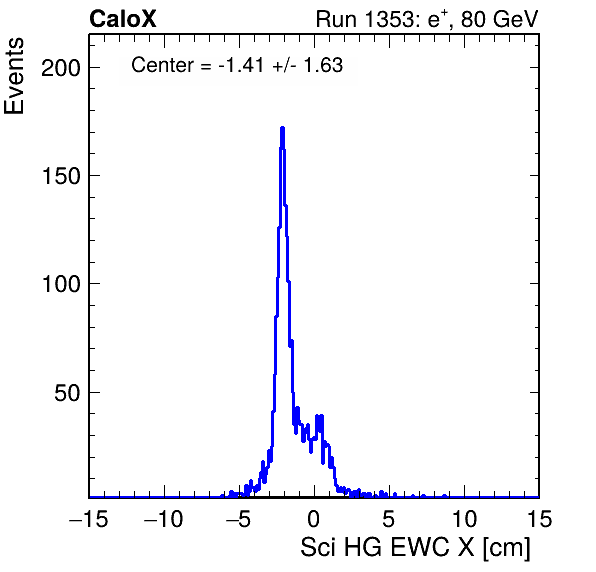 CaloX Run 1353: e⁺, 80 GeV
Events
Center = -1.41 +/- 1.63
200
150
100
50
−15 −10 −5 0 5 10 15
Sci HG EWC X [cm]